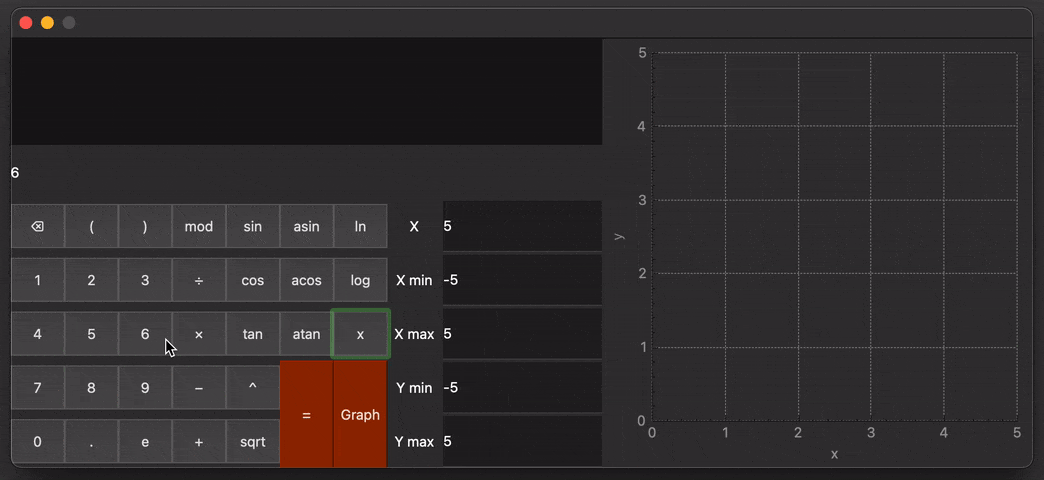 6
⌫ ( ) mod sin asin ln X 5
1 2 3 ÷ cos acos log X min -5
4 5 6 × tan atan x X max 5
7 8 9 − ^ Y min -5
= Graph
0 . e + sqrt Y max 5
5
4
3
2
1
0
y
0 1 2 3 4 5
x